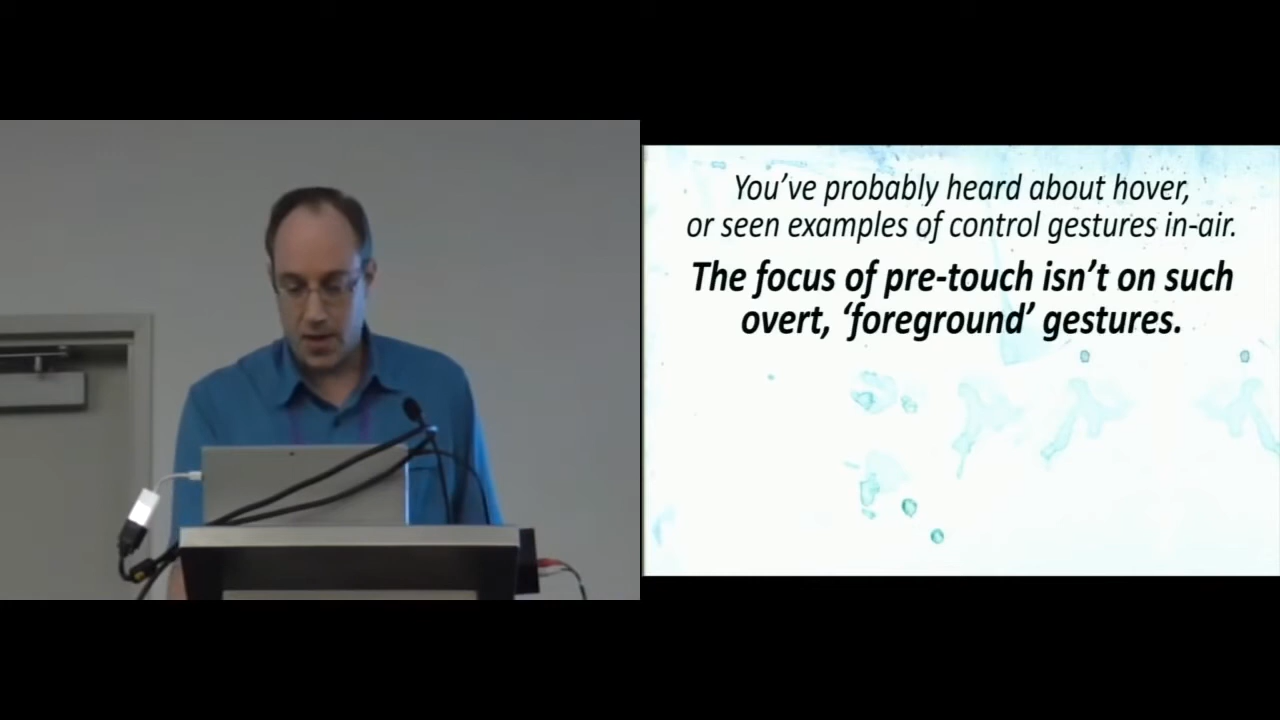 You've probably heard about hover,
or seen examples of control gestures in-air.
The focus of pre-touch isn't on such
overt, ‘foreground’ gestures.